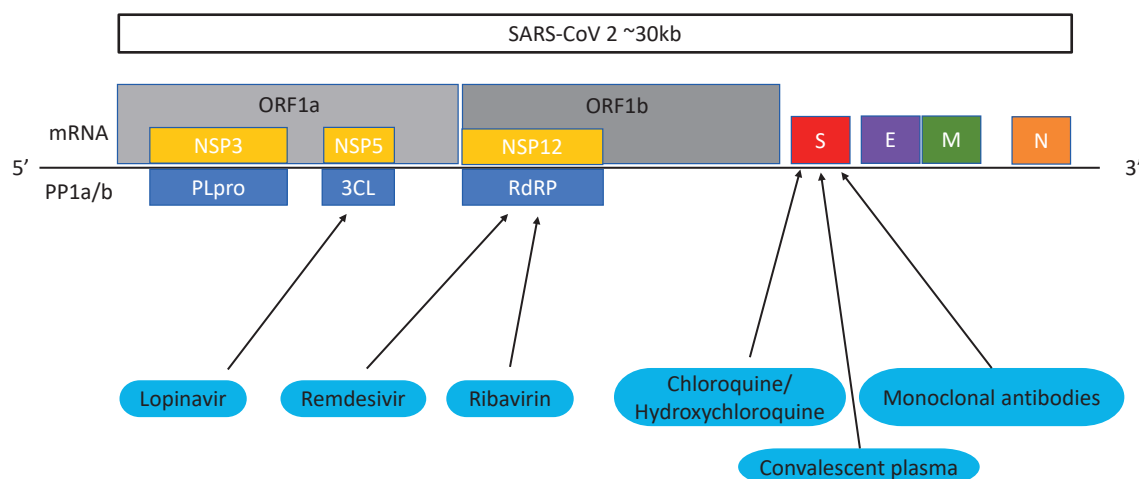 SARS-CoV 2 ~30kb
ORF1a
ORF1b
mRNA
NSP3
NSP5
NSP12
S
E
M
N
5’
3’
PP1a/b
PLpro
3CL
RdRP
Lopinavir
Remdesivir
Ribavirin
Chloroquine/
Hydroxychloroquine
Monoclonal antibodies
Convalescent plasma